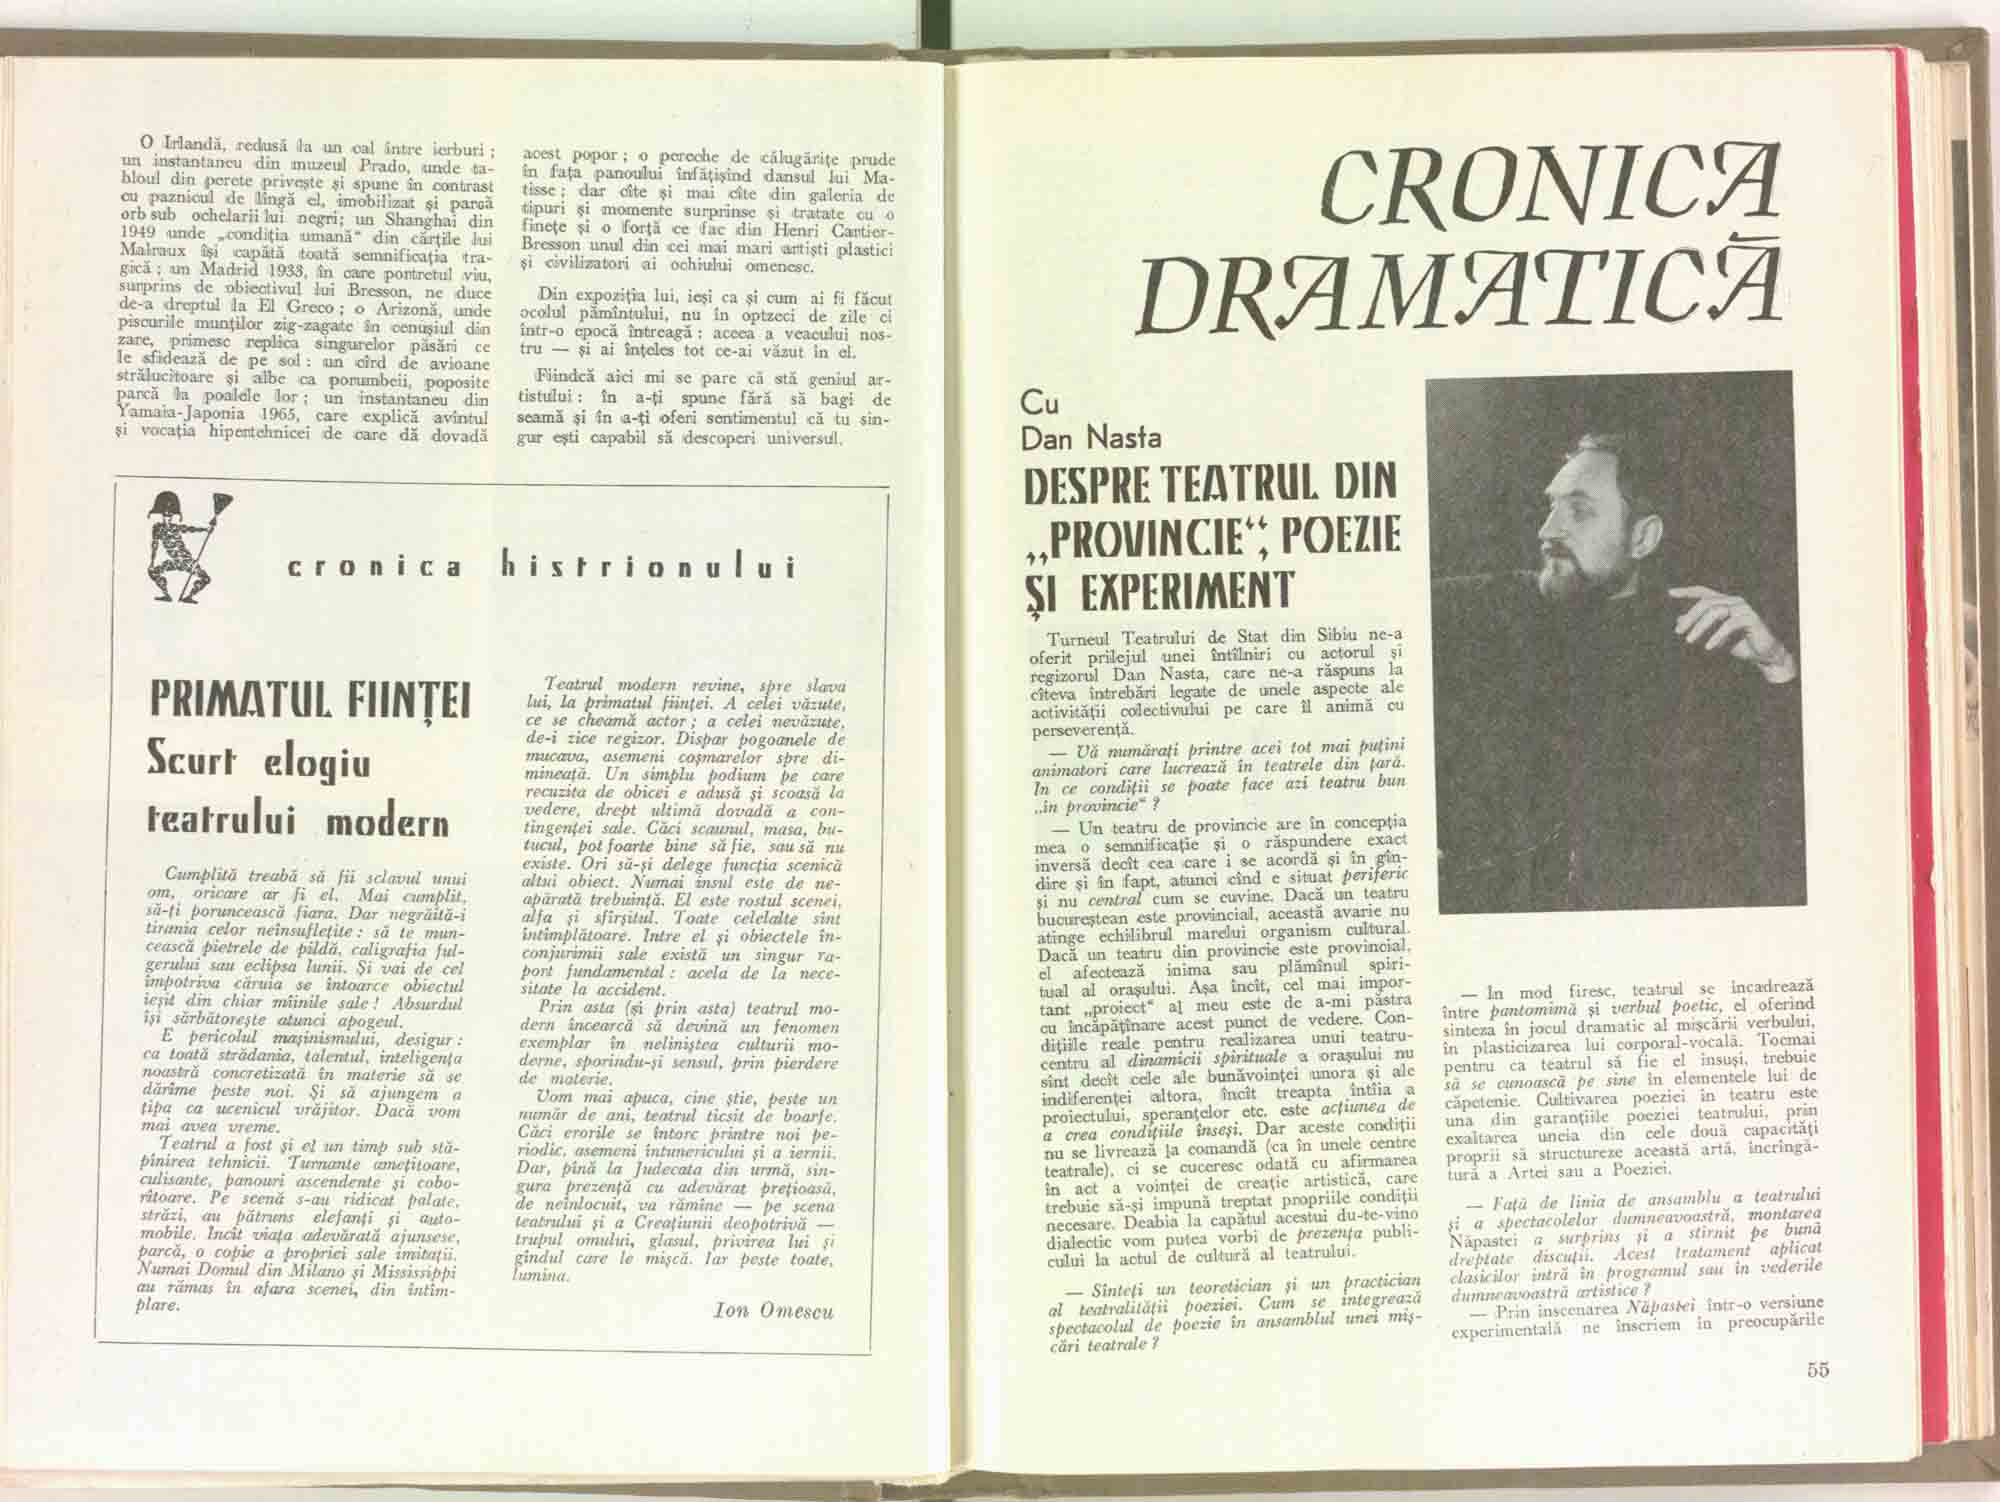 O Irlandă, redusă la un cal între ierburi ;
un instantaneu din muzeul Prado, unde ta-
bloul din perete privește și spune în contrast
cu paznicul de lîngă el, imobilizat și parcă
orb sub ochelarii lui negri; un Shanghai din
1949 unde „condiția umană" din cărțile lui
Malraux își capătă toată semnificația tra-
gică ; un Madrid 1933, în care portretul viu,
surprins de obiectivul lui Bresson, ne duce
de-a dreptul la El Greco ; o Arizonă, unde
piscurile munților zig-zagate în cenușiul din
zare, primesc replica singurelor păsări ce
le sfidează de pe sol : un cîrd de avioane
strălucitoare și albe ca porumbeii, poposite
parcă la poalele lor ; un instantaneu din
Yamaia-Japonia 1965, care explică avîntul
și vocația hipertehnicei de care dă dovadă
acest popor ; o pereche de călugărițe prude
în fața panoului înfățișînd dansul lui Ma-
tisse ; dar cîte și mai cîte din galeria de
tipuri și momente surprinse și tratate cu o
finețe și o forță ce fac din Henri Cartier-
Bresson unul din cei mai mari artiști plastici
și civilizatori ai ochiului omenesc.
Din expoziția lui, ieși ca și cum ai fi făcut
ocolul pămîntului, nu în optzeci de zile ci
într-o epocă întreagă : aceea a veacului nos-
tru — și ai înțeles tot ce-ai văzut în el.
Fiindcă aici mi se pare că stă geniul ar-
tistului : în a-ți spune fără să bagi de
seamă și în a-ți oferi sentimentul că tu sin-
gur ești capabil să descoperi universul.
cronica histrionului
PRIMATUL FIINȚEI
Scurt elogiu
teatrului modern
Cumplită treabă să fii sclavul unui
om, oricare ar fi el. Mai cumplit,
să-ți poruncească fiara. Dar negrăită-i
tirania celor neînsuflețite : să te mun-
cească pietrele de pildă, caligrafia ful-
gerului sau eclipsa lunii. Și vai de cel
împotriva căruia se întoarce obiectul
ieșit din chiar mîinile sale ! Absurdul
își sărbătorește atunci apogeul.
E pericolul mașinismului, desigur :
ca toată strădania, talentul, inteligența
noastră concretizată în materie să se
dărîme peste noi. Și să ajungem a
țipa ca ucenicul vrăjitor. Dacă vom
mai avea vreme.
Teatrul a fost și el un timp sub stă-
pînirea tehnicii. Turnante amețitoare,
culisante, panouri ascendente și cobo-
rîtoare. Pe scenă s-au ridicat palate,
străzi, au pătruns elefanți și auto-
mobile. Încît viața adevărată ajunsese,
parcă, o copie a propriei sale imitații.
Numai Domul din Milano și Mississippi
au rămas în afara scenei, din întîm-
plare.
Teatrul modern revine, spre slava
lui, la primatul ființei. A celei văzute,
ce se cheamă actor ; a celei nevăzute,
de-i zice regizor. Dispar pogoanele de
mucava, asemeni coșmarelor spre di-
mineață. Un simplu podium pe care
recuzita de obicei e adusă și scoasă la
vedere, drept ultimă dovadă a con-
tingenței sale. Căci scaunul, masa, bu-
tucul, pot foarte bine să fie, sau să nu
existe. Ori să-și delege funcția scenică
altui obiect. Numai insul este de ne-
apărată trebuință. El este rostul scenei,
alfa și sfîrșitul. Toate celelalte sînt
întîmplătoare. Intre el și obiectele în-
conjurimii sale există un singur ra-
port fundamental : acela de la nece-
sitate la accident.
Prin asta (și prin asta) teatrul mo-
dern încearcă să devină un fenomen
exemplar în neliniștea culturii mo-
derne, sporindu-și sensul, prin pierdere
de materie.
Vom mai apuca, cine știe, peste un
număr de ani, teatrul ticsit de boarfe.
Căci erorile se întorc printre noi pe-
riodic, asemeni întunericului și a iernii.
Dar, pînă la Judecata din urmă, sin-
gura prezență cu adevărat prețioasă,
de neînlocuit, va rămîne — pe scena
teatrului și a Creațiunii deopotrivă —
trupul omului, glasul, privirea lui și
gîndul care le mișcă. Iar peste toate,
lumina.
Ion Omescu
CRONICA
DRAMATICĂ
Cu
Dan Nasta
DESPRE TEATRUL DIN
„PROVINCIE", POEZIE
ȘI EXPERIMENT
Turneul Teatrului de Stat din Sibiu ne-a
oferit prilejul unei întîlniri cu actorul și
regizorul Dan Nasta, care ne-a răspuns la
cîteva întrebări legate de unele aspecte ale
activității colectivului pe care îl animă cu
perseverență.
— Vă numărați printre acei tot mai puțini
animatori care lucrează în teatrele din țară.
In ce condiții se poate face azi teatru bun
„în provincie" ?
— Un teatru de provincie are în concepția
mea o semnificație și o răspundere exact
inversă decît cea care i se acordă și în gîn-
dire și în fapt, atunci cînd e situat periferic
și nu central cum se cuvine. Dacă un teatru
bucureștean este provincial, această avarie nu
atinge echilibrul marelui organism cultural.
Dacă un teatru din provincie este provincial,
el afectează inima sau plămînul spiri-
tual al orașului. Așa încît, cel mai impor-
tant „proiect" al meu este de a-mi păstra
cu încăpățînare acest punct de vedere. Con-
dițiile reale pentru realizarea unui teatru-
centru al dinamicii spirituale a orașului nu
sînt decît cele ale bunăvoinței unora și ale
indiferenței altora, încît treapta întîia a
proiectului, speranțelor etc. este acțiunea de
a crea condițiile înseși. Dar aceste condiții
nu se livrează la comandă (ca în unele centre
teatrale), ci se cuceresc odată cu afirmarea
în act a voinței de creație artistică, care
trebuie să-și impună treptat propriile condiții
necesare. Deabia la capătul acestui du-te-vino
dialectic vom putea vorbi de prezența publi-
cului la actul de cultură al teatrului.
— Sînteți un teoretician și un practician
al teatralității poeziei. Cum se integrează
spectacolul de poezie în ansamblul unei miș-
cări teatrale ?
— In mod firesc, teatrul se încadrează
între pantomimă și verbul poetic, el oferind
sinteza în jocul dramatic al mișcării verbului,
în plasticizarea lui corporal-vocală. Tocmai
pentru ca teatrul să fie el însuși, trebuie
să se cunoască pe sine în elementele lui de
căpetenie. Cultivarea poeziei în teatru este
una din garanțiile poeziei teatrului, prin
exaltarea uneia din cele două capacități
proprii să structureze această artă, încrîngă-
tură a Artei sau a Poeziei.
— Față de linia de ansamblu a teatrului
și a spectacolelor dumneavoastră, montarea
Năpastei a surprins și a stîrnit pe bună
dreptate discuții. Acest tratament aplicat
clasicilor intră în programul sau în vederile
dumneavoastră artistice ?
— Prin înscenarea Năpastei într-o versiune
experimentală ne înscriem în preocupările
55